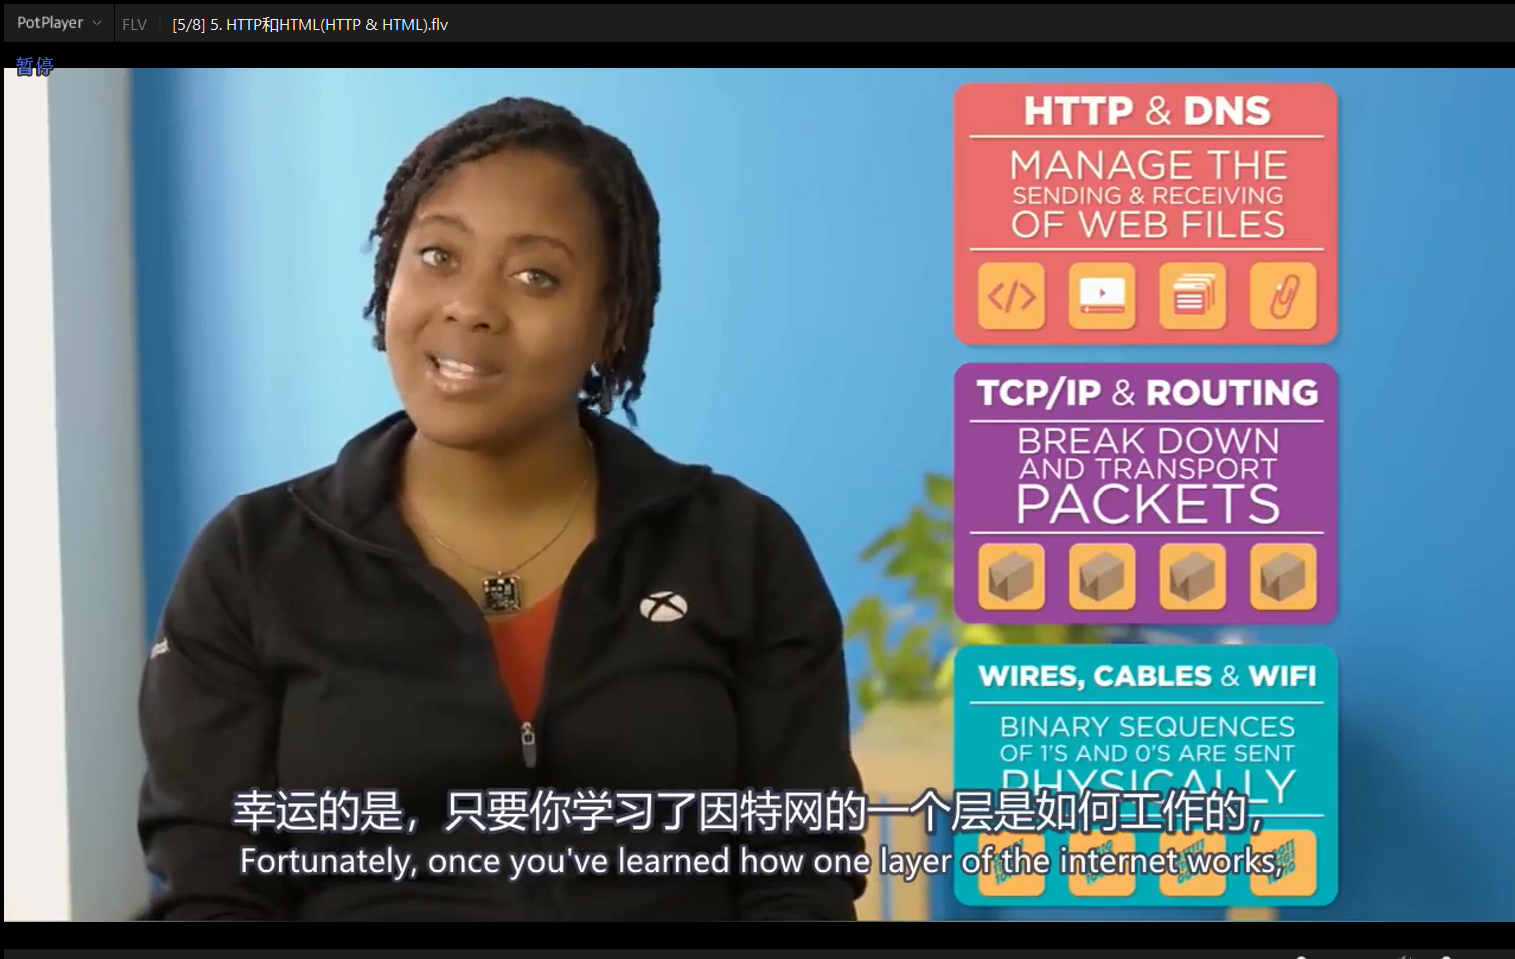 PotPlayer
FLV
[5/8] 5. HTTP和HTML(HTTP & HTML).flv
暂停
HTTP & DNS
MANAGE THE
SENDING & RECEIVING
OF WEB FILES
TCP/IP & ROUTING
BREAK DOWN
AND TRANSPORT
PACKETS
WIRES, CABLES & WIFI
BINARY SEQUENCES
OF 1'S AND 0'S ARE SENT
PHYSICALLY
幸运的是，只要你学习了因特网的一个层是如何工作的，
Fortunately, once you've learned how one layer of the internet works,